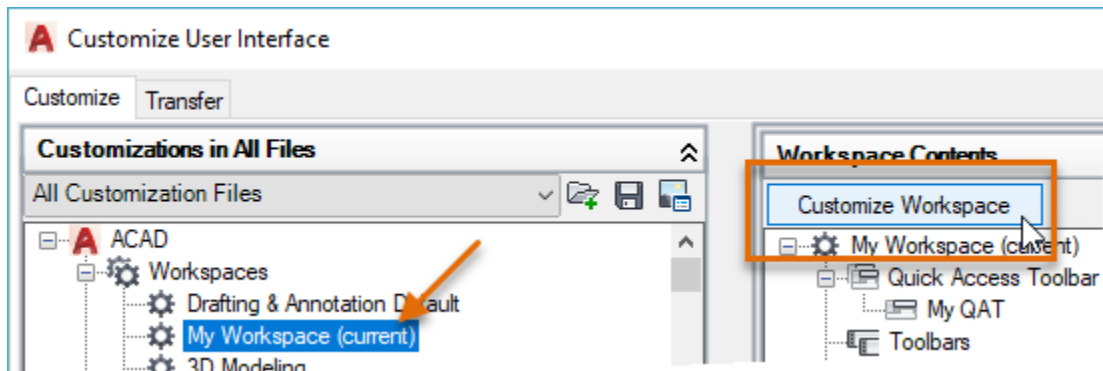 Customize User Interface
Customize Transfer
Customizations in All Files
All Customization Files
ACAD
Workspaces
Drafting & Annotation Default
My Workspace (current)
3D Modeling
Workspace Contents
Customize Workspace
My Workspace (current)
Quick Access Toolbar
My QAT
Toolbars